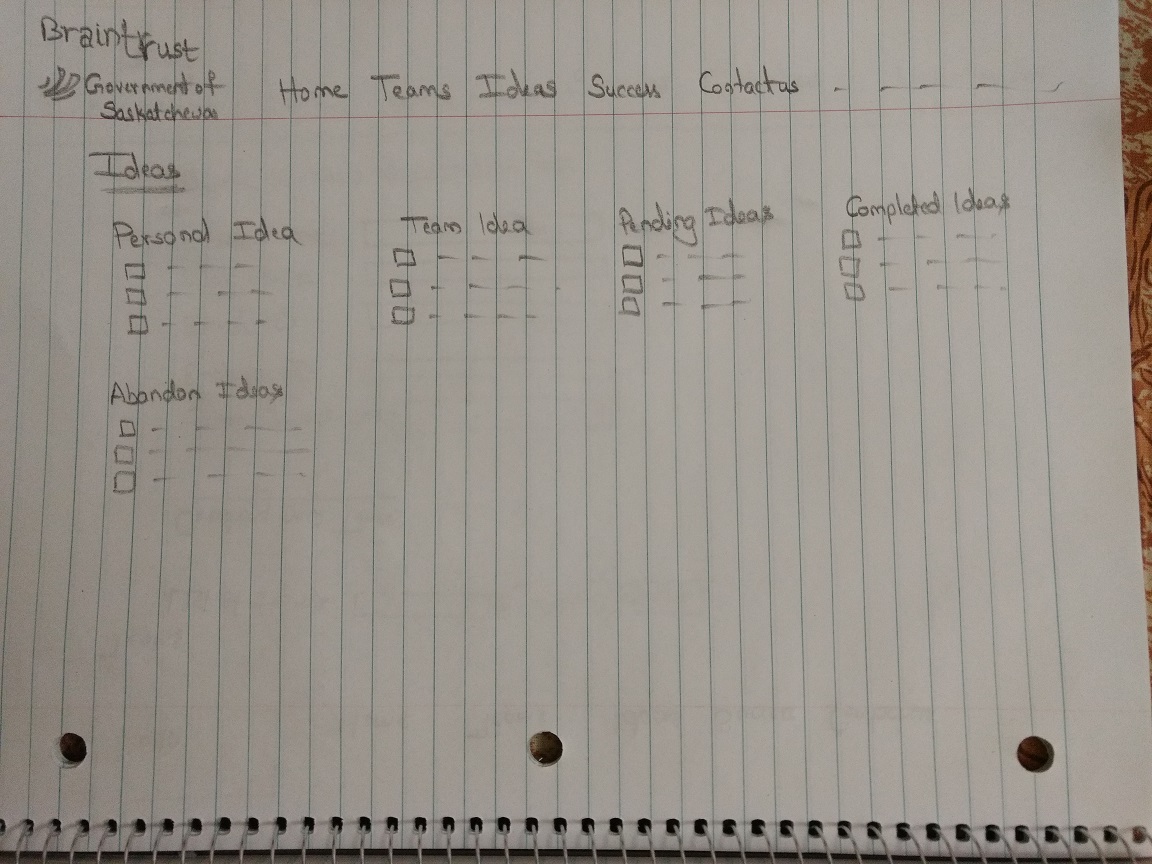 Braintrust
Government of
Saskatchewan
Home Teams Ideas Success Contactus
Ideas
Personal Idea
Team Idea
Pending Ideas
Completed Ideas
Abandon Ideas